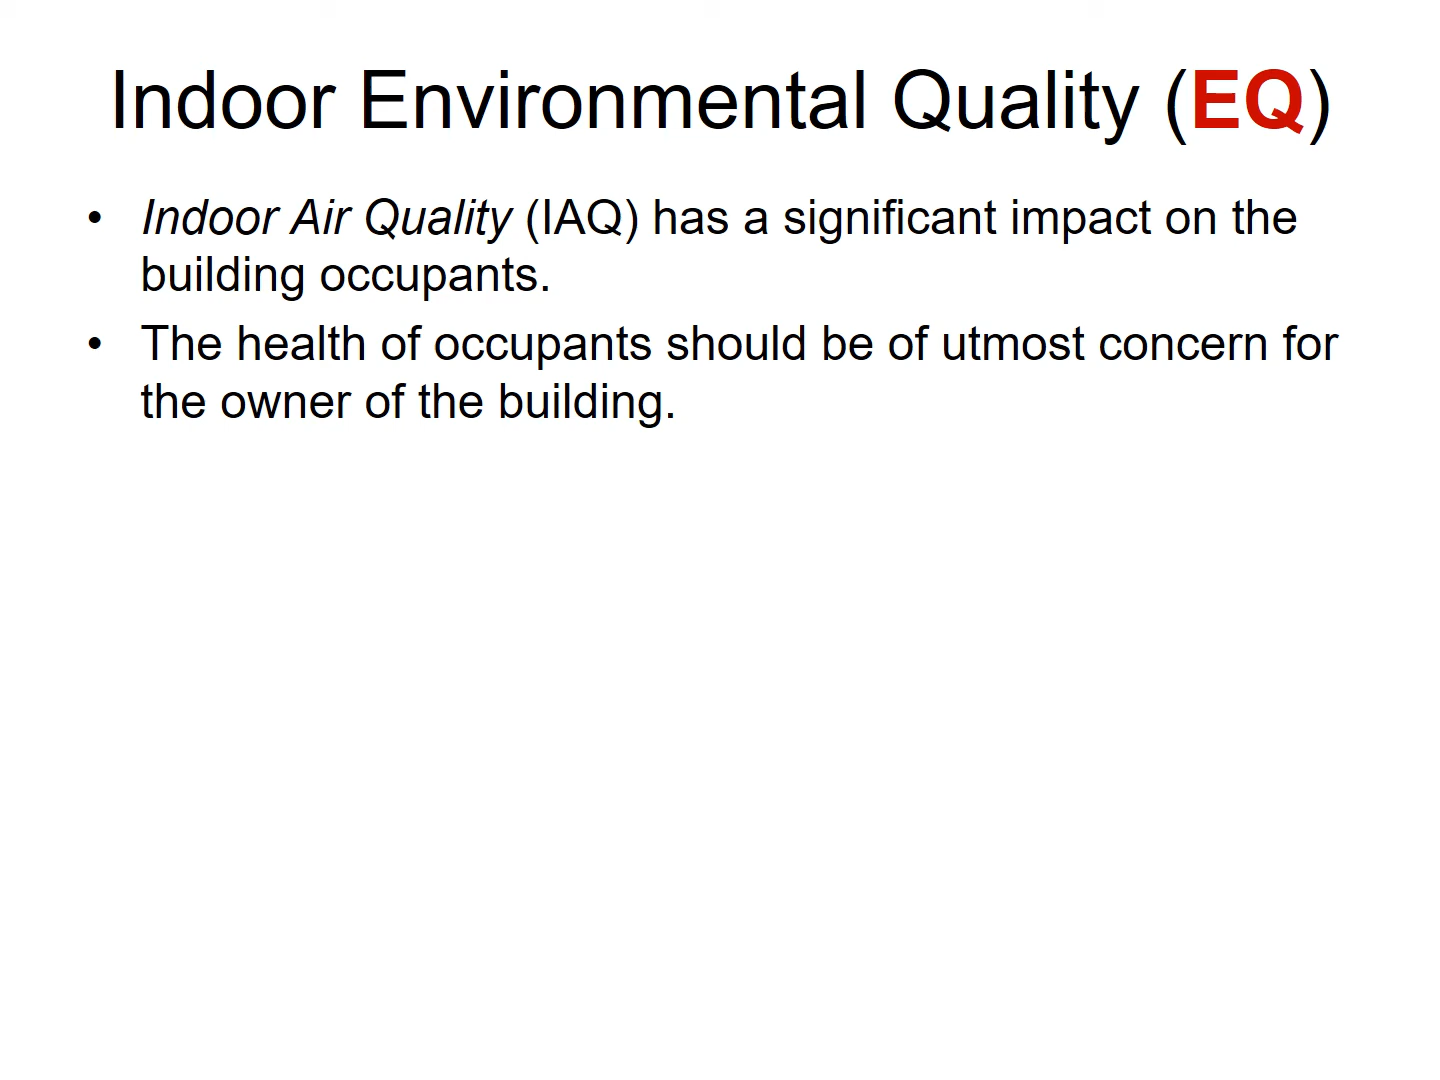 Indoor Environmental Quality (EQ)
• Indoor Air Quality (IAQ) has a significant impact on the
building occupants.
• The health of occupants should be of utmost concern for
the owner of the building.